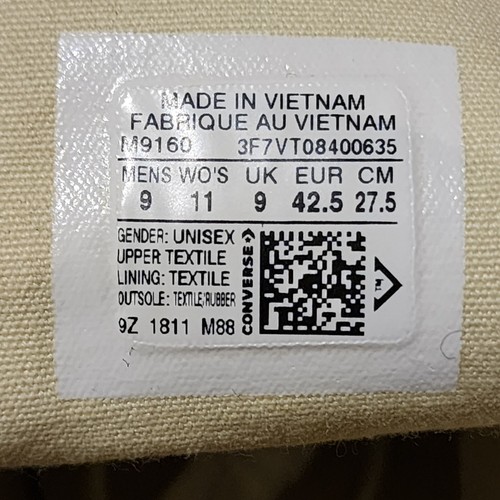 MADE IN VIETNAM
FABRIQUE AU VIETNAM
M9160 3F7VT08400635
MENS WO'S UK EUR CM
9 11 9 42.5 27.5
GENDER: UNISEX
UPPER: TEXTILE
LINING: TEXTILE
OUTSOLE: TEXTILE/RUBBER
9Z 1811 M88
CONVERSE
TM